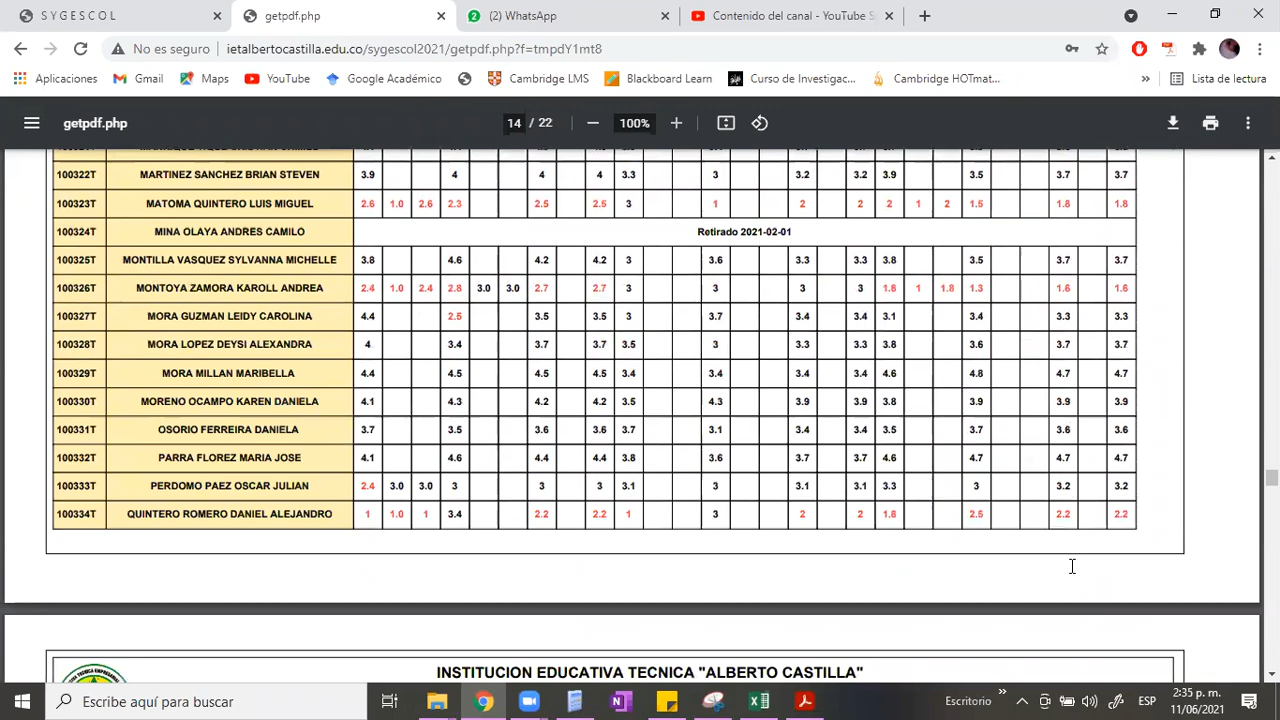 S Y G E S C O L
getpdf.php
(2) WhatsApp
Contenido del canal - YouTube S
No es seguro
ietalbertocastilla.edu.co/sygescol2021/getpdf.php?f=tmpdY1mt8
Aplicaciones
Gmail
Maps
YouTube
Google Académico
Cambridge LMS
Blackboard Learn
Curso de Investigac...
Cambridge HOTmat...
»
Lista de lectura
getpdf.php
14 / 22
100%
100322T MARTINEZ SANCHEZ BRIAN STEVEN 3.9 4 4 4 3.3 3 3.2 3.2 3.9 3.5 3.7 3.7
100323T MATOMA QUINTERO LUIS MIGUEL 2.6 1.0 2.6 2.3 2.5 2.5 3 1 2 2 2 1 2 1.5 1.8 1.8
100324T MINA OLAYA ANDRES CAMILO Retirado 2021-02-01
100325T MONTILLA VASQUEZ SYLVANNA MICHELLE 3.8 4.6 4.2 4.2 3 3.6 3.3 3.3 3.8 3.5 3.7 3.7
100326T MONTOYA ZAMORA KAROLL ANDREA 2.4 1.0 2.4 2.8 3.0 3.0 2.7 2.7 3 3 3 3 1.8 1 1.8 1.3 1.6 1.6
100327T MORA GUZMAN LEIDY CAROLINA 4.4 2.5 3.5 3.5 3 3.7 3.4 3.4 3.1 3.4 3.3 3.3
100328T MORA LOPEZ DEYSI ALEXANDRA 4 3.4 3.7 3.7 3.5 3 3.3 3.3 3.8 3.6 3.7 3.7
100329T MORA MILLAN MARIBELLA 4.4 4.5 4.5 4.5 3.4 3.4 3.4 3.4 4.6 4.8 4.7 4.7
100330T MORENO OCAMPO KAREN DANIELA 4.1 4.3 4.2 4.2 3.5 4.3 3.9 3.9 3.8 3.9 3.9 3.9
100331T OSORIO FERREIRA DANIELA 3.7 3.5 3.6 3.6 3.7 3.1 3.4 3.4 3.5 3.7 3.6 3.6
100332T PARRA FLOREZ MARIA JOSE 4.1 4.6 4.4 4.4 3.8 3.6 3.7 3.7 4.6 4.7 4.7 4.7
100333T PERDOMO PAEZ OSCAR JULIAN 2.4 3.0 3.0 3 3 3 3.1 3 3.1 3.1 3.3 3 3.2 3.2
100334T QUINTERO ROMERO DANIEL ALEJANDRO 1 1.0 1 3.4 2.2 2.2 1 3 2 2 1.8 2.5 2.2 2.2
INSTITUCION EDUCATIVA TECNICA "ALBERTO CASTILLA"
Escribe aquí para buscar
Escritorio
»
ESP
2:35 p. m.
11/06/2021